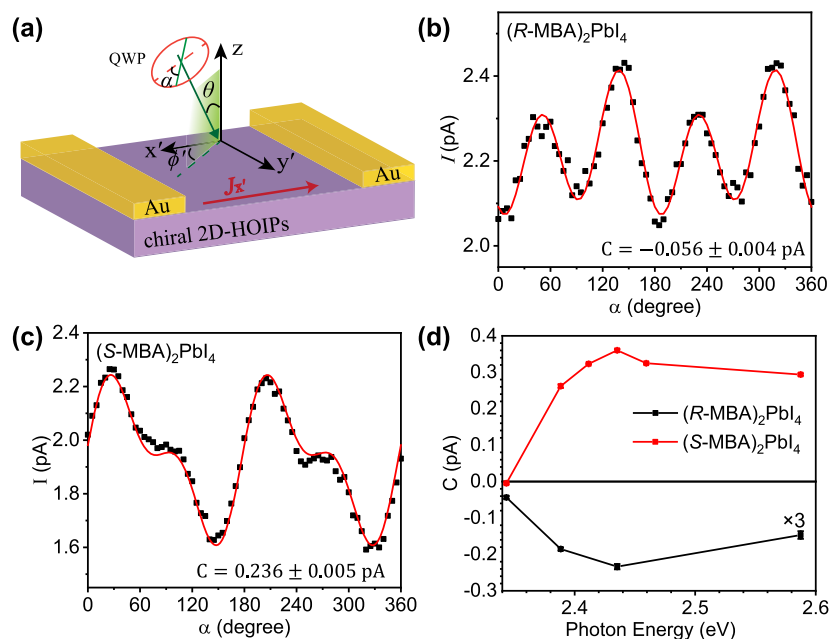 (a)
QWP
α
θ
z
x′
ϕ′
y′
Jx′
Au
Au
chiral 2D-HOIPs
(b)
(R-MBA)₂PbI₄
I (pA)
2.4
2.2
2.0
C = −0.056 ± 0.004 pA
0 60 120 180 240 300 360
α (degree)
(c)
(S-MBA)₂PbI₄
I (pA)
2.4
2.2
2.0
1.8
1.6
C = 0.236 ± 0.005 pA
0 60 120 180 240 300 360
α (degree)
(d)
C (pA)
0.4
0.3
0.2
0.1
0.0
-0.1
-0.2
-0.3
(R-MBA)₂PbI₄
(S-MBA)₂PbI₄
×3
2.4 2.5 2.6
Photon Energy (eV)